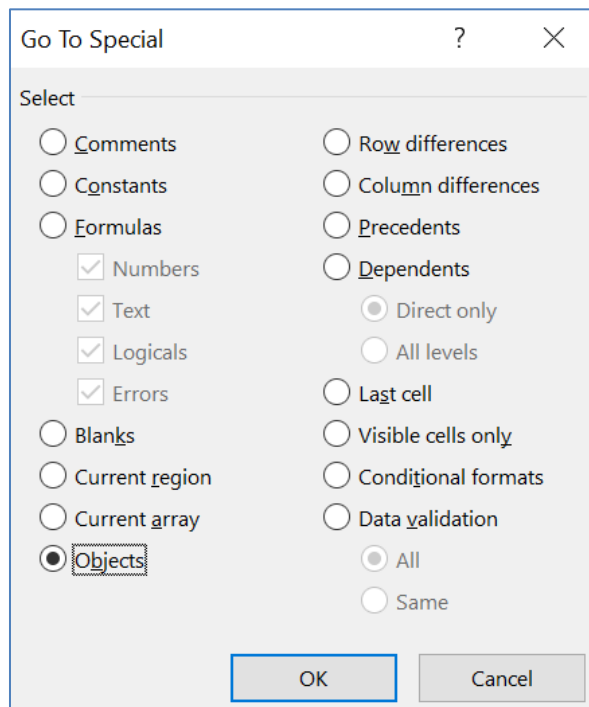 Go To Special
?
Select
Comments
Constants
Formulas
Numbers
Text
Logicals
Errors
Blanks
Current region
Current array
Objects
Row differences
Column differences
Precedents
Dependents
Direct only
All levels
Last cell
Visible cells only
Conditional formats
Data validation
All
Same
OK
Cancel